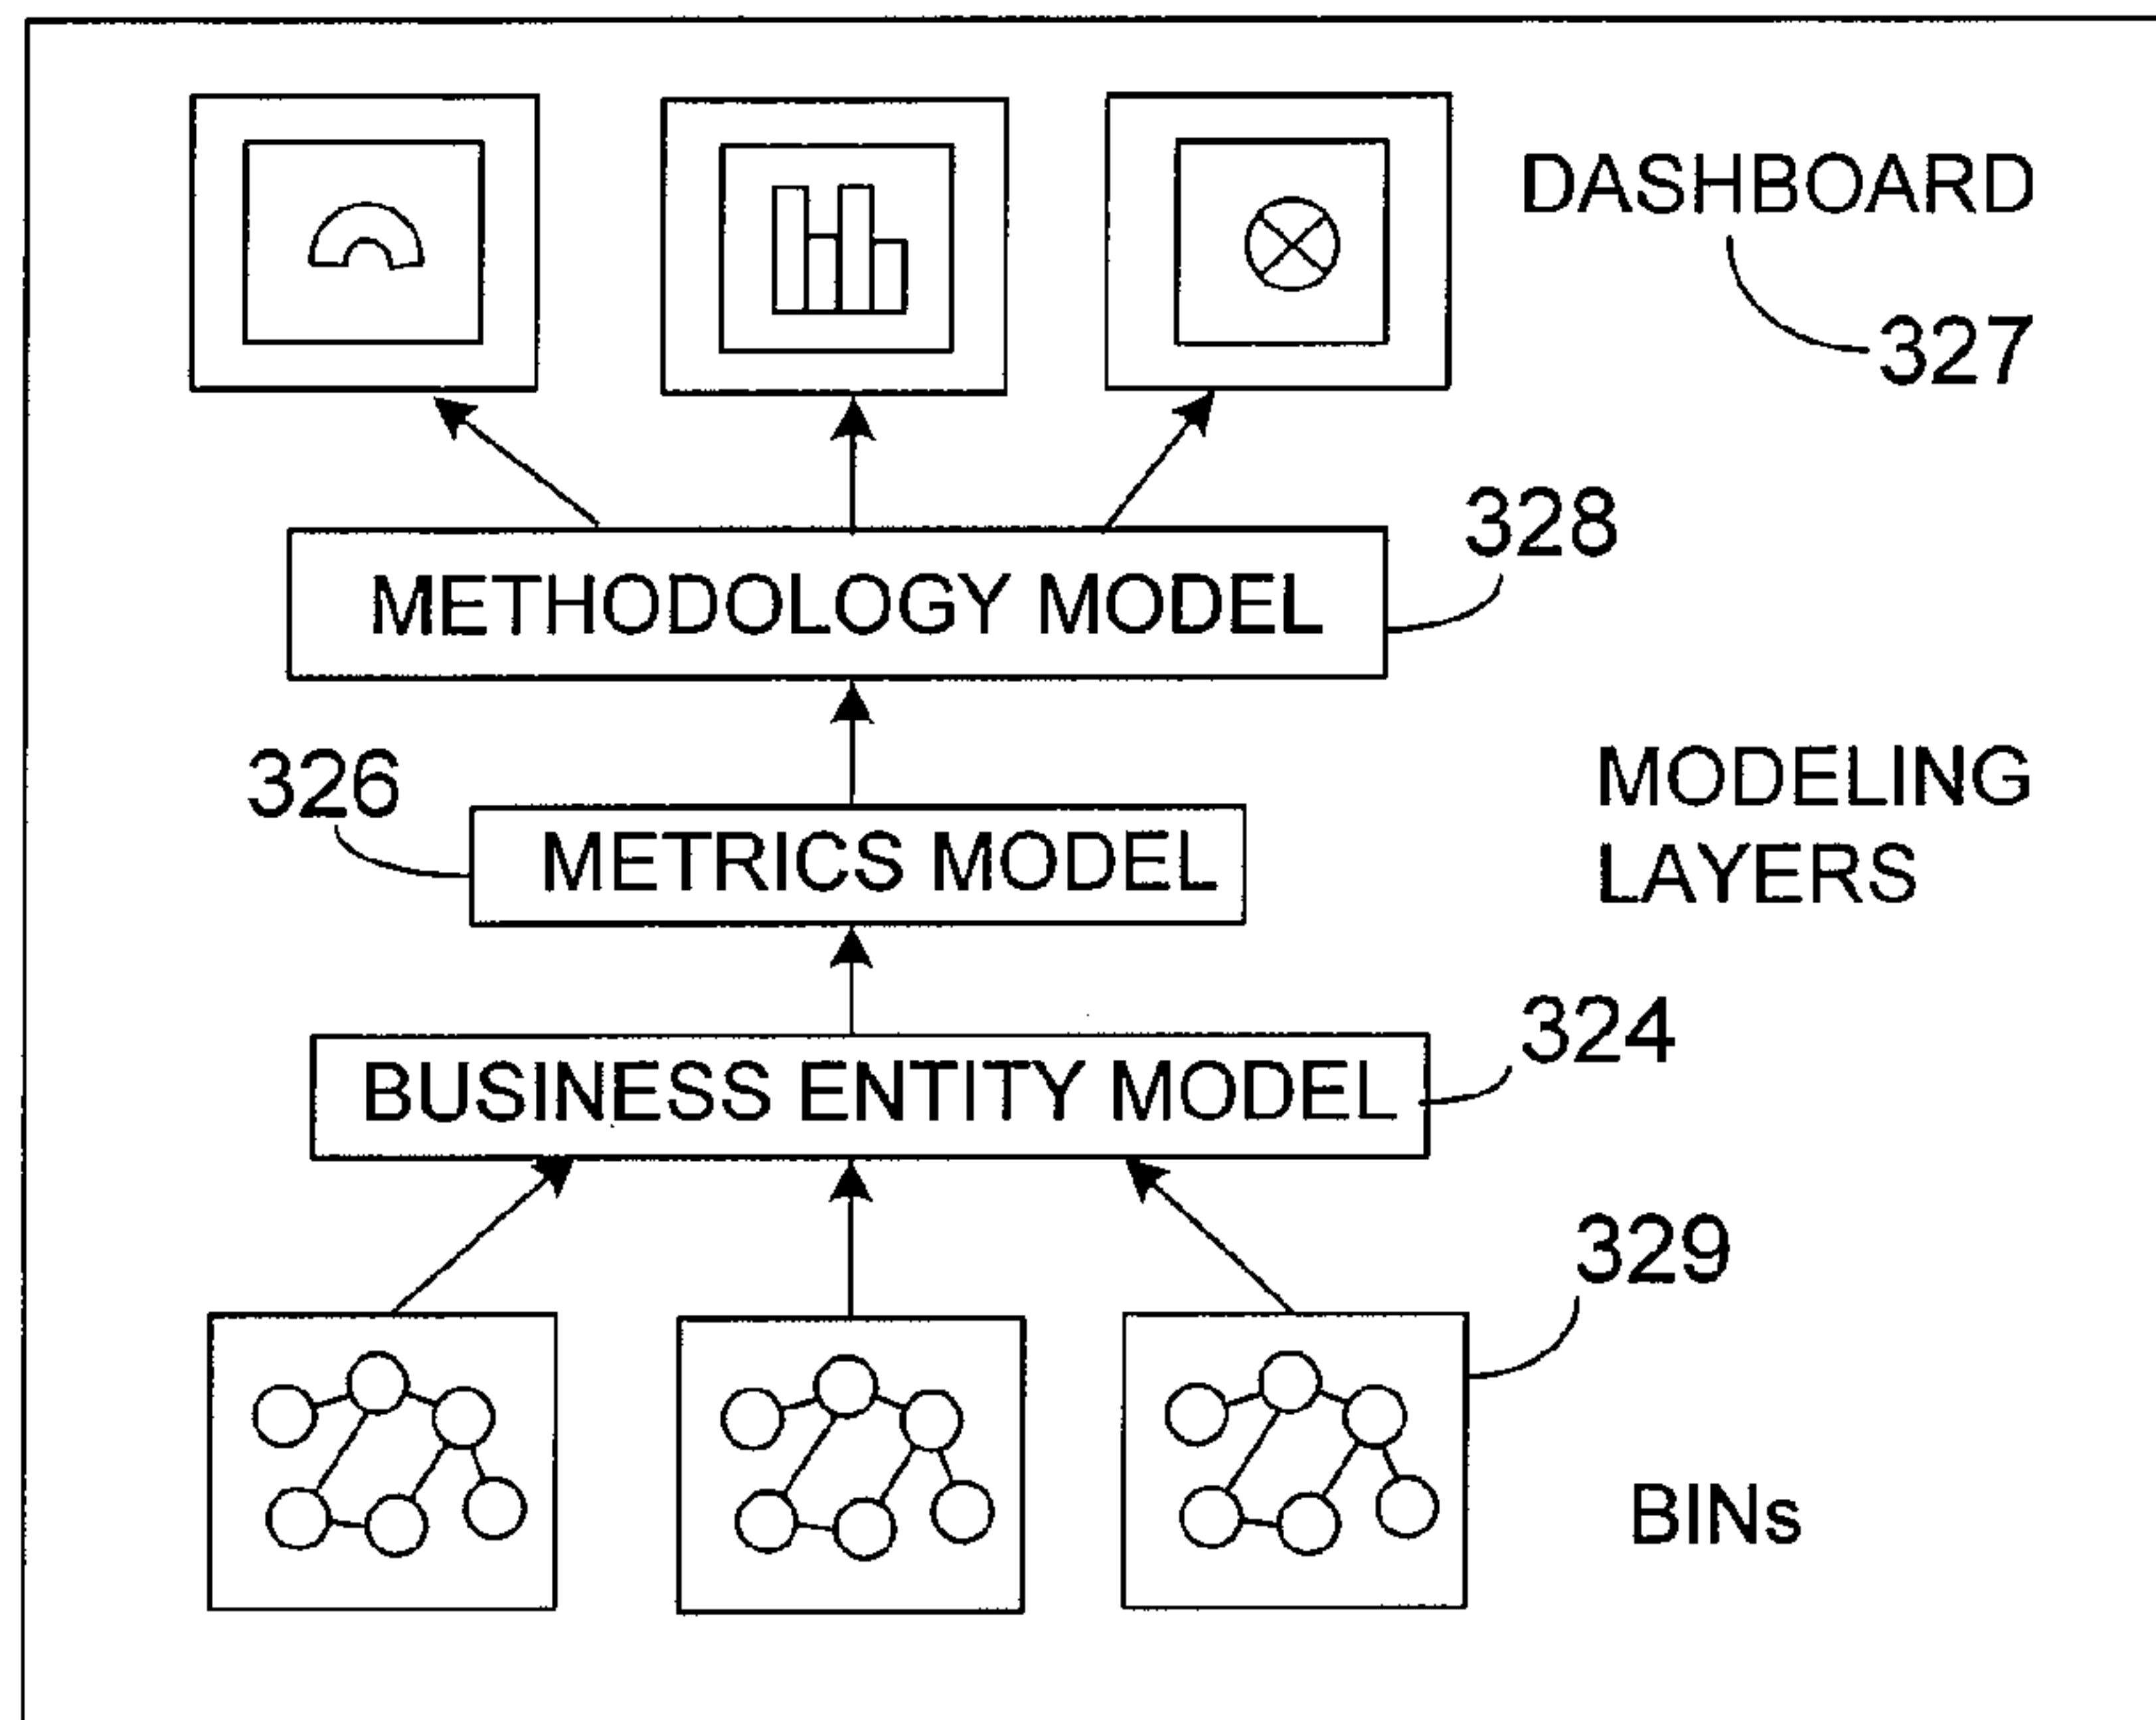 DASHBOARD
327
328
METHODOLOGY MODEL
326
MODELING
METRICS MODEL
LAYERS
324
BUSINESS ENTITY MODEL
329
BINs